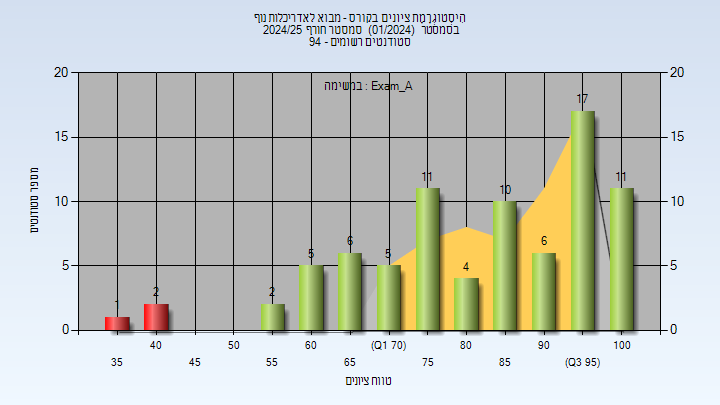 היסטוגרמת ציונים בקורס - מבוא לאדריכלות נוף
בסמסטר (01/2024) סמסטר חורף 2024/25
סטודנטים רשומים - 94
במשימה : Exam_A
מספר סטודנטים
20
15
10
5
0
20
15
10
5
0
1 2 2 5 6 5 11 4 10 6 17 11
40 50 60 (Q1 70) 80 90 100
35 45 55 65 75 85 (Q3 95)
טווח ציונים